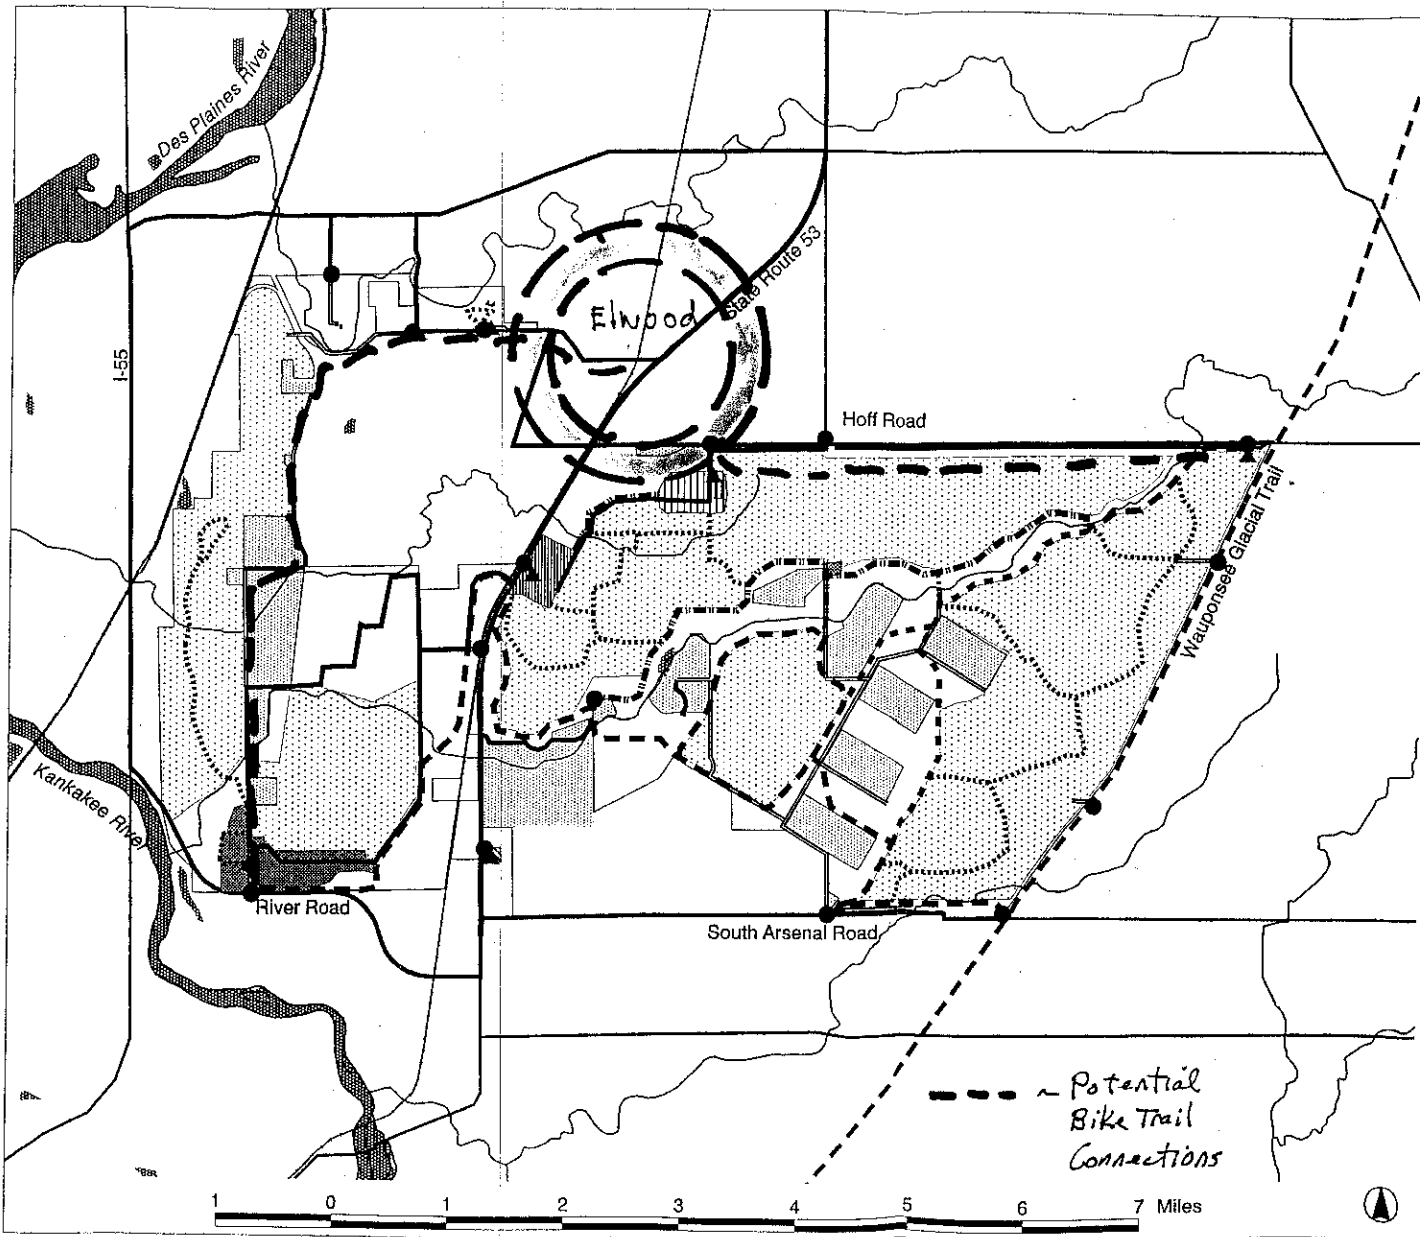 Des Plaines River
State Route 53
Elwood
I-55
Hoff Road
Wauponsee Glacial Trail
Kankakee River
River Road
South Arsenal Road
~ Potential
Bike Trail
Connections
1 0 1 2 3 4 5 6 7 Miles